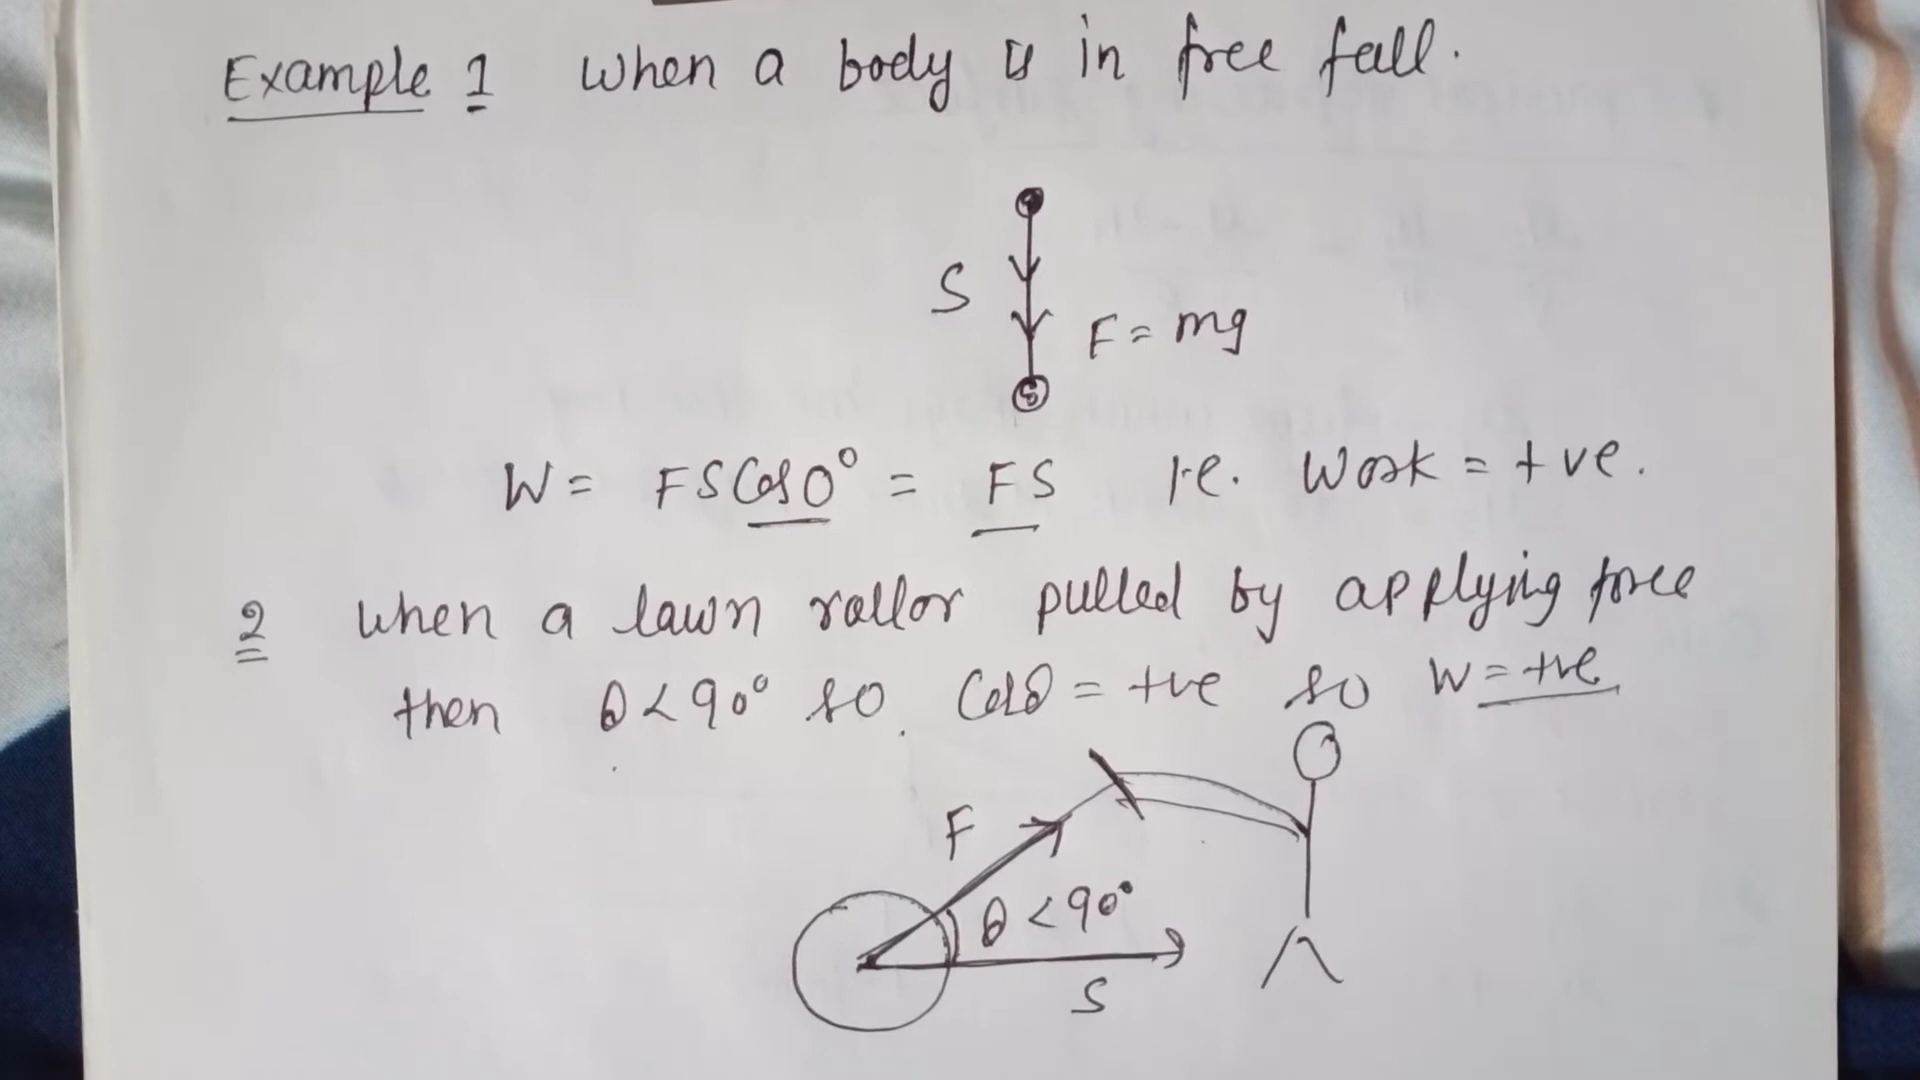 Example 1 When a body is in free fall.
S
F = mg
W = FS Cos 0° = FS i.e. Work = +ve.
2 When a lawn rollor pulled by applying force
then θ < 90° so Cosθ = +ve so W = +ve
F
θ < 90°
S